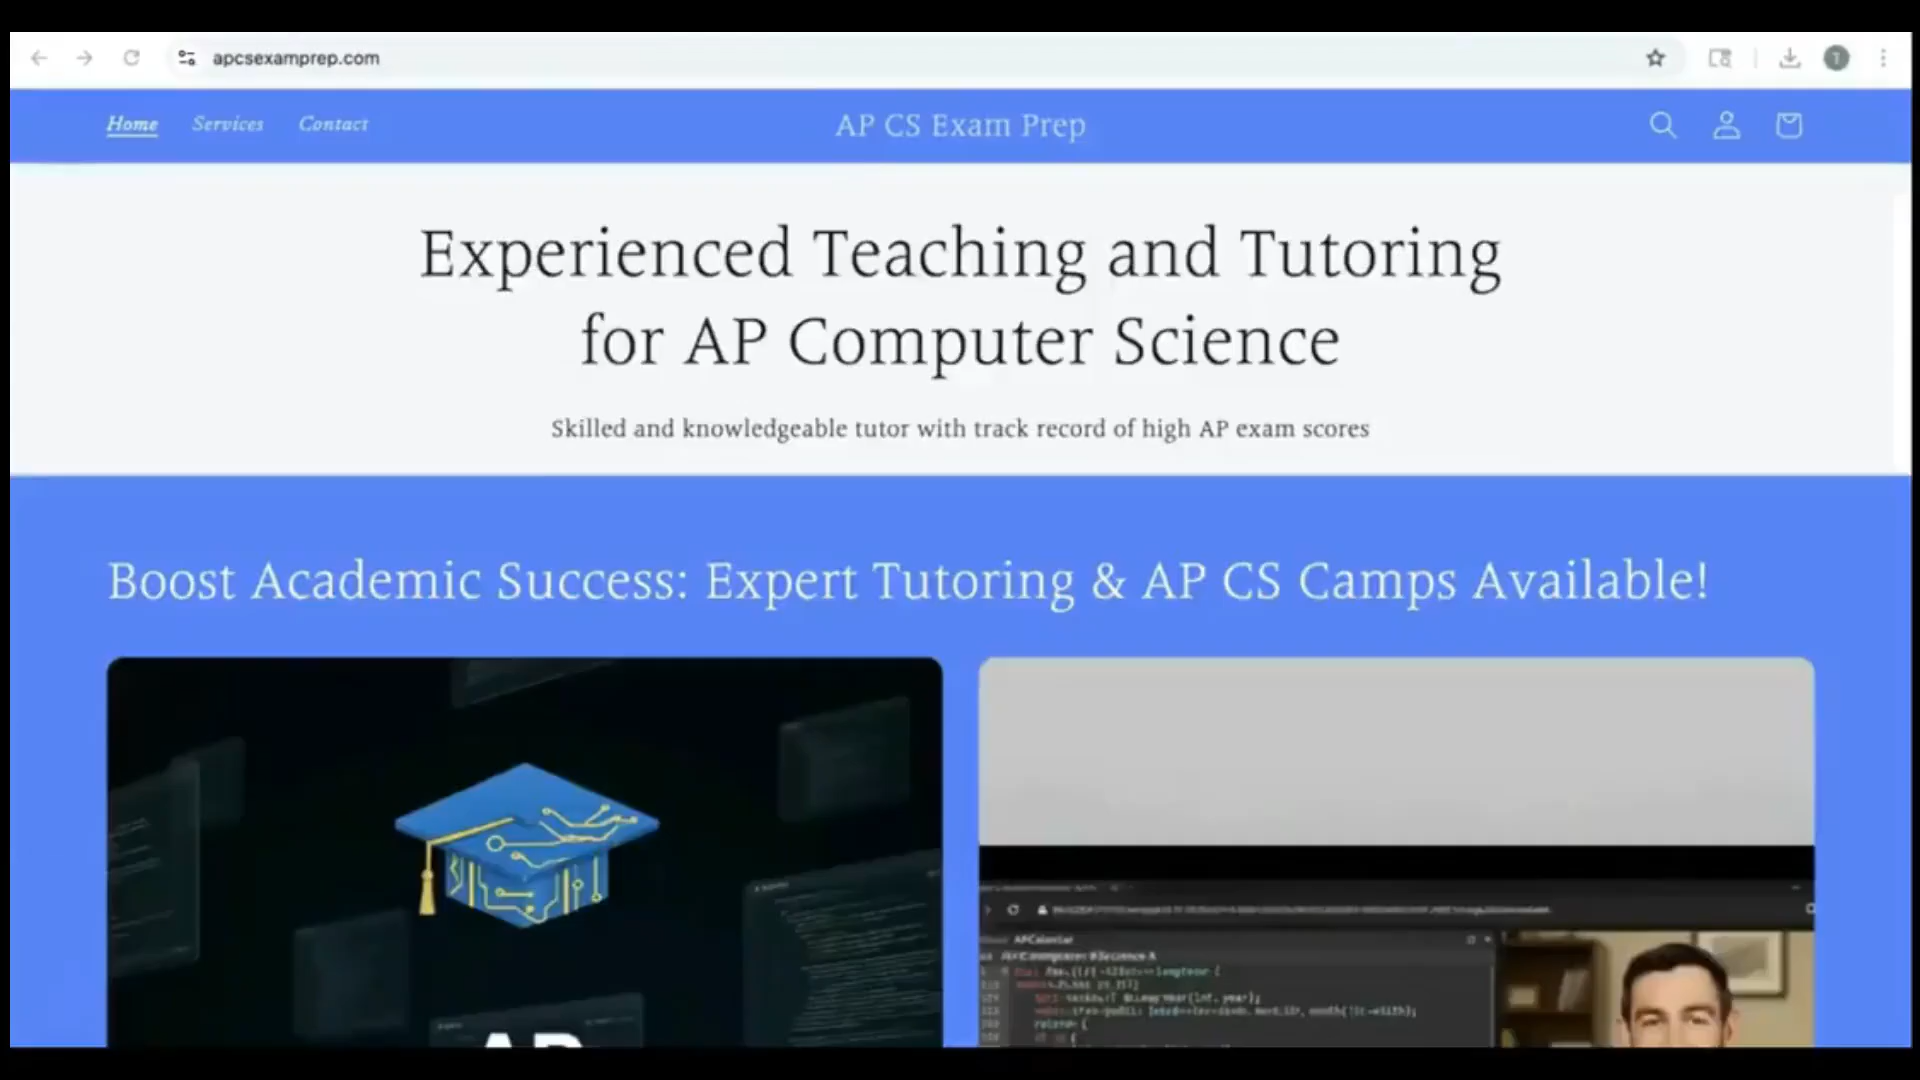 apcsexamprep.com
T
Home Services Contact
AP CS Exam Prep
Experienced Teaching and Tutoring
for AP Computer Science
Skilled and knowledgeable tutor with track record of high AP exam scores
Boost Academic Success: Expert Tutoring & AP CS Camps Available!
AP